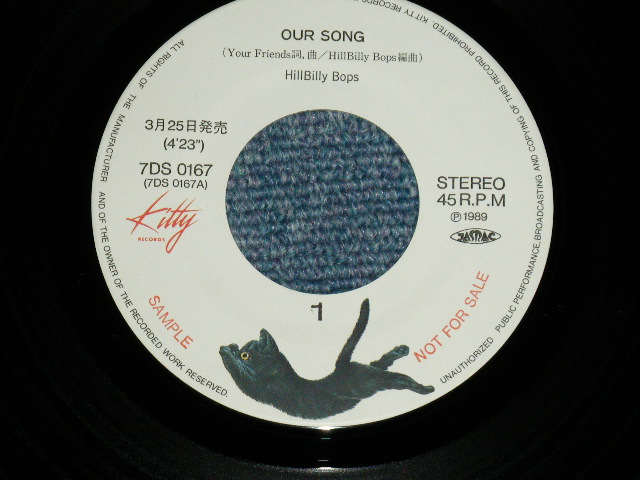 OUR SONG
(Your Friends詞,曲/HillBilly Bops編曲)
HillBilly Bops
3月25日発売
(4'23")
7DS 0167
(7DS 0167A)
Kitty
RECORDS
STEREO
45 R.P.M
Ⓟ1989
JASRAC
1
SAMPLE
NOT FOR SALE
ALL RIGHTS OF THE MANUFACTURER AND OF THE OWNER OF THE RECORDED WORK RESERVED.
UNAUTHORIZED PUBLIC PERFORMANCE, BROADCASTING AND COPYING OF THIS RECORD PROHIBITED. KITTY RECORDS